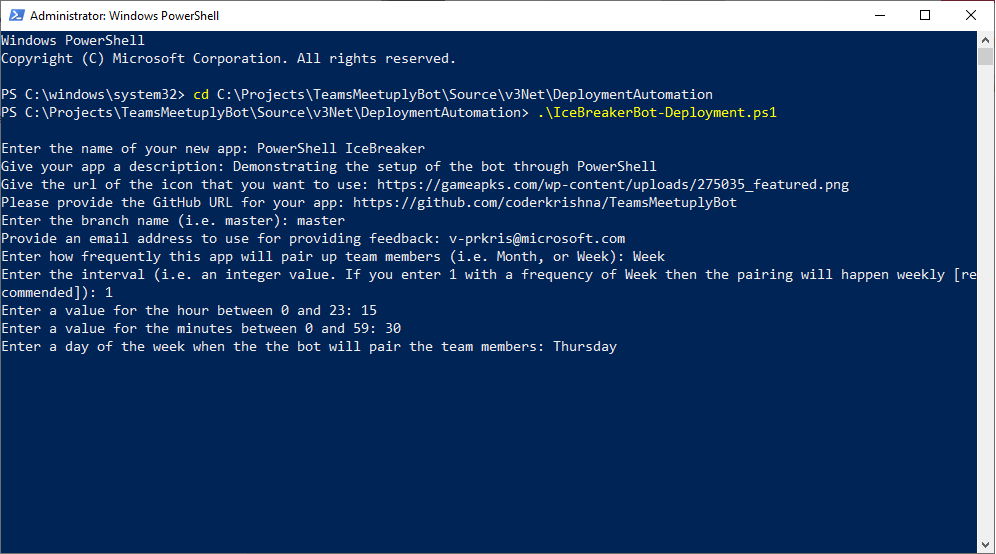 Administrator: Windows PowerShell
Windows PowerShell
Copyright (C) Microsoft Corporation. All rights reserved.
PS C:\windows\system32> cd C:\Projects\TeamsMeetuplyBot\Source\v3Net\DeploymentAutomation
PS C:\Projects\TeamsMeetuplyBot\Source\v3Net\DeploymentAutomation> .\IceBreakerBot-Deployment.ps1
Enter the name of your new app: PowerShell IceBreaker
Give your app a description: Demonstrating the setup of the bot through PowerShell
Give the url of the icon that you want to use: https://gameapks.com/wp-content/uploads/275035_featured.png
Please provide the GitHub URL for your app: https://github.com/coderkrishna/TeamsMeetuplyBot
Enter the branch name (i.e. master): master
Provide an email address to use for providing feedback: v-prkris@microsoft.com
Enter how frequently this app will pair up team members (i.e. Month, or Week): Week
Enter the interval (i.e. an integer value. If you enter 1 with a frequency of Week then the pairing will happen weekly [re
commended]): 1
Enter a value for the hour between 0 and 23: 15
Enter a value for the minutes between 0 and 59: 30
Enter a day of the week when the the bot will pair the team members: Thursday